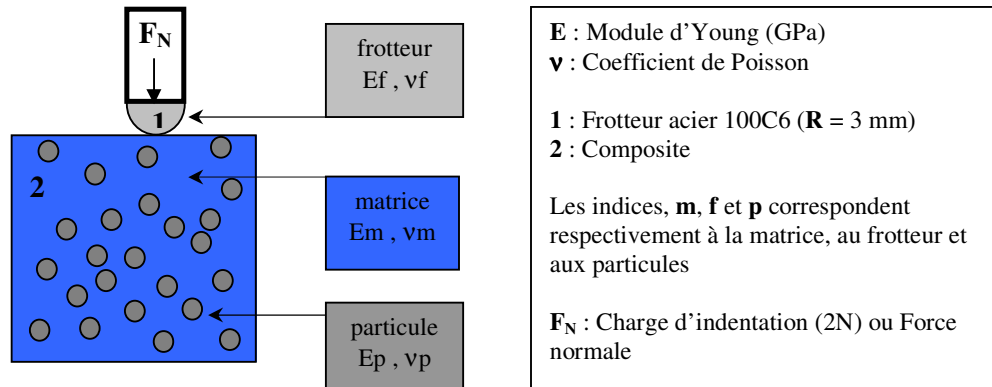 F_N
1
2
frotteur
Ef , νf
matrice
Em , νm
particule
Ep , νp
E : Module d’Young (GPa)
ν : Coefficient de Poisson
1 : Frotteur acier 100C6 (R = 3 mm)
2 : Composite
Les indices, m, f et p correspondent
respectivement à la matrice, au frotteur et
aux particules
F_N : Charge d’indentation (2N) ou Force
normale